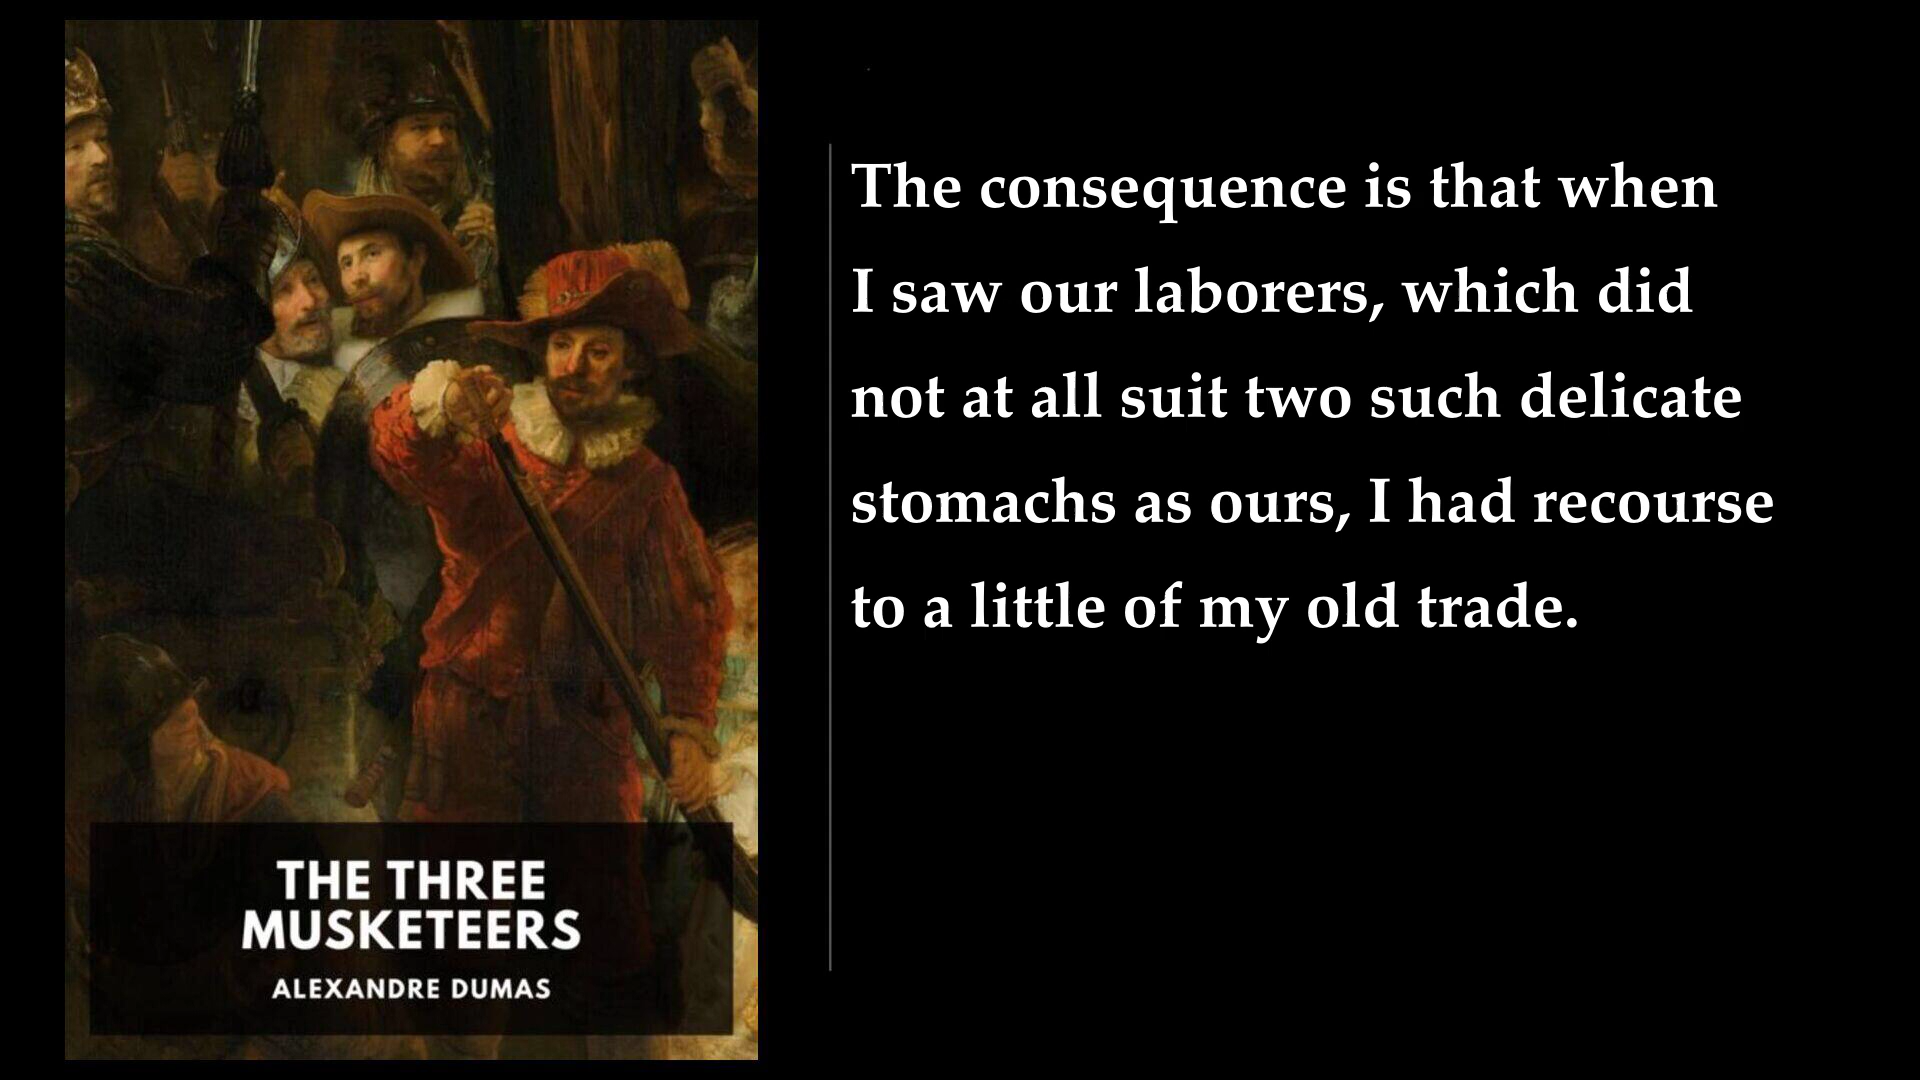 THE THREE
MUSKETEERS
ALEXANDRE DUMAS
The consequence is that when
I saw our laborers, which did
not at all suit two such delicate
stomachs as ours, I had recourse
to a little of my old trade.